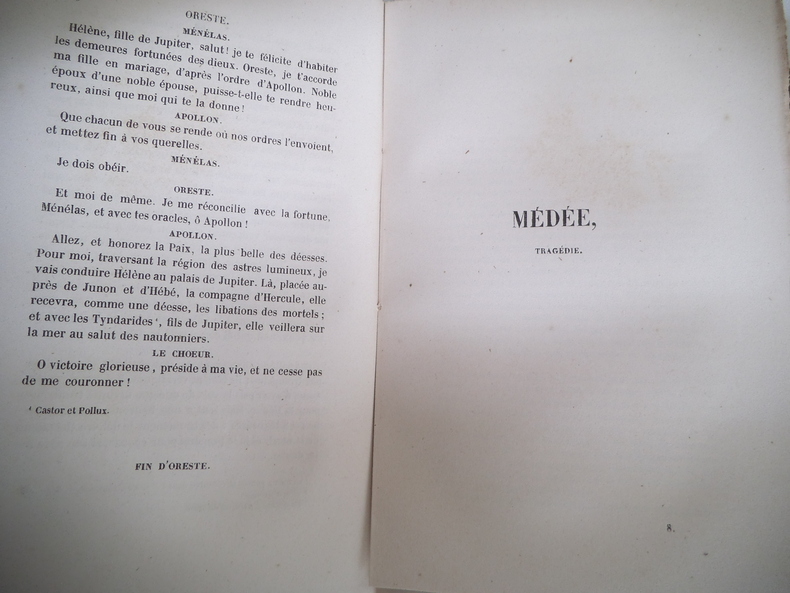 ORESTE.
MÉNÉLAS.
Hélène, fille de Jupiter, salut! je te félicite d'habiter
les demeures fortunées des dieux. Oreste, je t'accorde
ma fille en mariage, d'après l'ordre d'Apollon. Noble
époux d'une noble épouse, puisse-t-elle te rendre heu-
reux, ainsi que moi qui te la donne!
APOLLON.
Que chacun de vous se rende où nos ordres l'envoient,
et mettez fin à vos querelles.
MÉNÉLAS.
Je dois obéir.
ORESTE.
Et moi de même. Je me réconcilie avec la fortune,
Ménélas, et avec tes oracles, ô Apollon!
APOLLON.
Allez, et honorez la Paix, la plus belle des déesses.
Pour moi, traversant la région des astres lumineux, je
vais conduire Hélène au palais de Jupiter. Là, placée au-
près de Junon et d'Hébé, la compagne d'Hercule, elle
recevra, comme une déesse, les libations des mortels;
et avec les Tyndarides ¹, fils de Jupiter, elle veillera sur
la mer au salut des nautonniers.
LE CHOEUR.
O victoire glorieuse, préside à ma vie, et ne cesse pas
de me couronner!
¹ Castor et Pollux.
FIN D'ORESTE.
MÉDÉE,
TRAGÉDIE.
8.